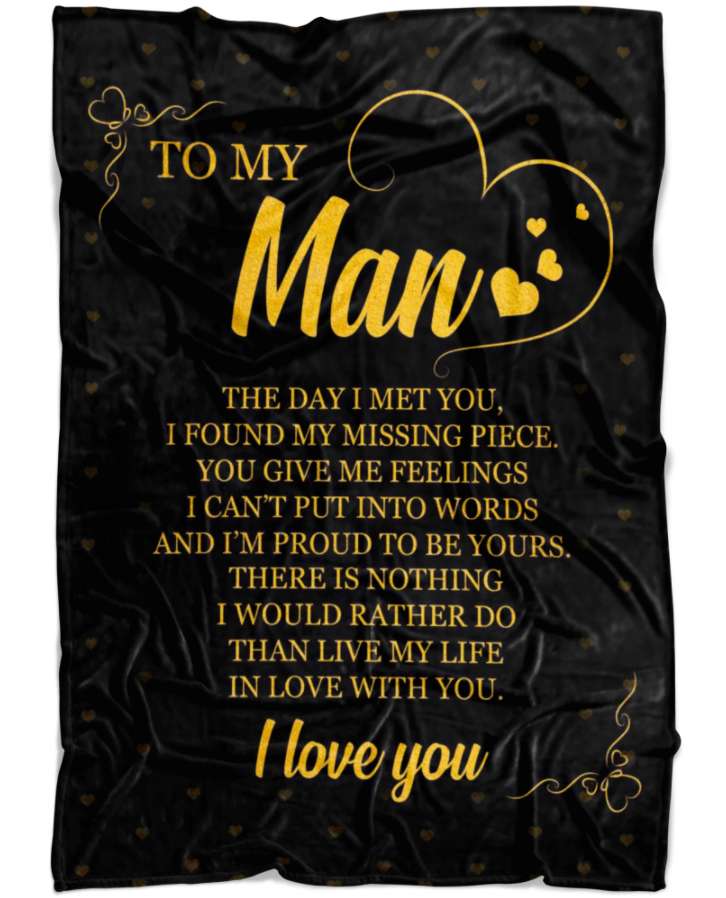 TO MY
Man
THE DAY I MET YOU,
I FOUND MY MISSING PIECE.
YOU GIVE ME FEELINGS
I CAN'T PUT INTO WORDS
AND I'M PROUD TO BE YOURS.
THERE IS NOTHING
I WOULD RATHER DO
THAN LIVE MY LIFE
IN LOVE WITH YOU.
I love you